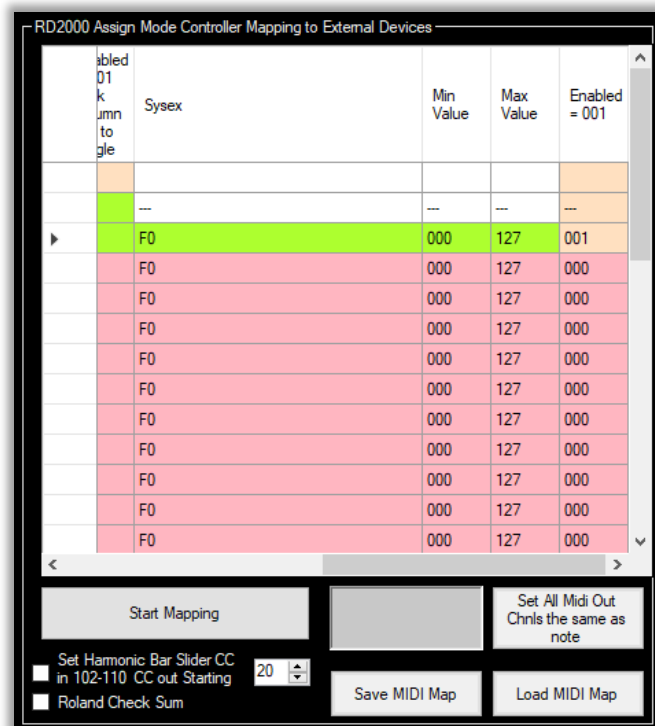 RD2000 Assign Mode Controller Mapping to External Devices
Sysex
Min
Value
Max
Value
Enabled
= 001
to
--- --- --- ---
F0 000 127 001
F0 000 127 000
F0 000 127 000
F0 000 127 000
F0 000 127 000
F0 000 127 000
F0 000 127 000
F0 000 127 000
F0 000 127 000
F0 000 127 000
F0 000 127 000
Start Mapping
Set All Midi Out
Chnls the same as
note
Set Harmonic Bar Slider CC
in 102-110 CC out Starting
20
Roland Check Sum
Save MIDI Map
Load MIDI Map